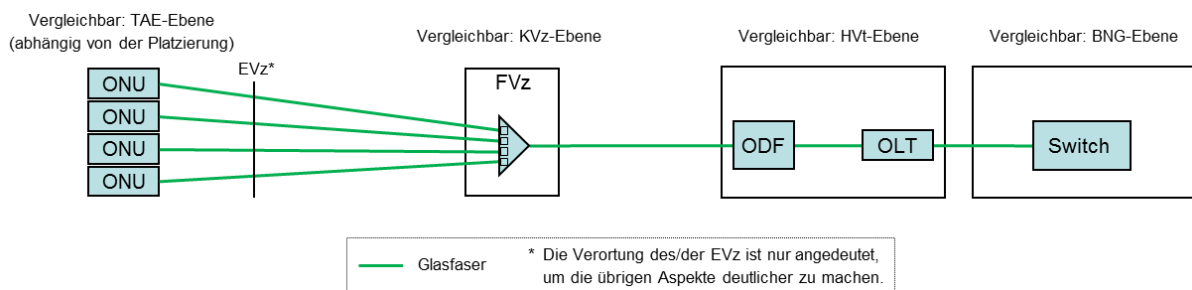 Vergleichbar: TAE-Ebene
(abhängig von der Platzierung)
Vergleichbar: KVz-Ebene
Vergleichbar: HVt-Ebene
Vergleichbar: BNG-Ebene
EVz*
FVz
ONU
ONU
ONU
ONU
ODF
OLT
Switch
Glasfaser
* Die Verortung des/der EVz ist nur angedeutet,
um die übrigen Aspekte deutlicher zu machen.